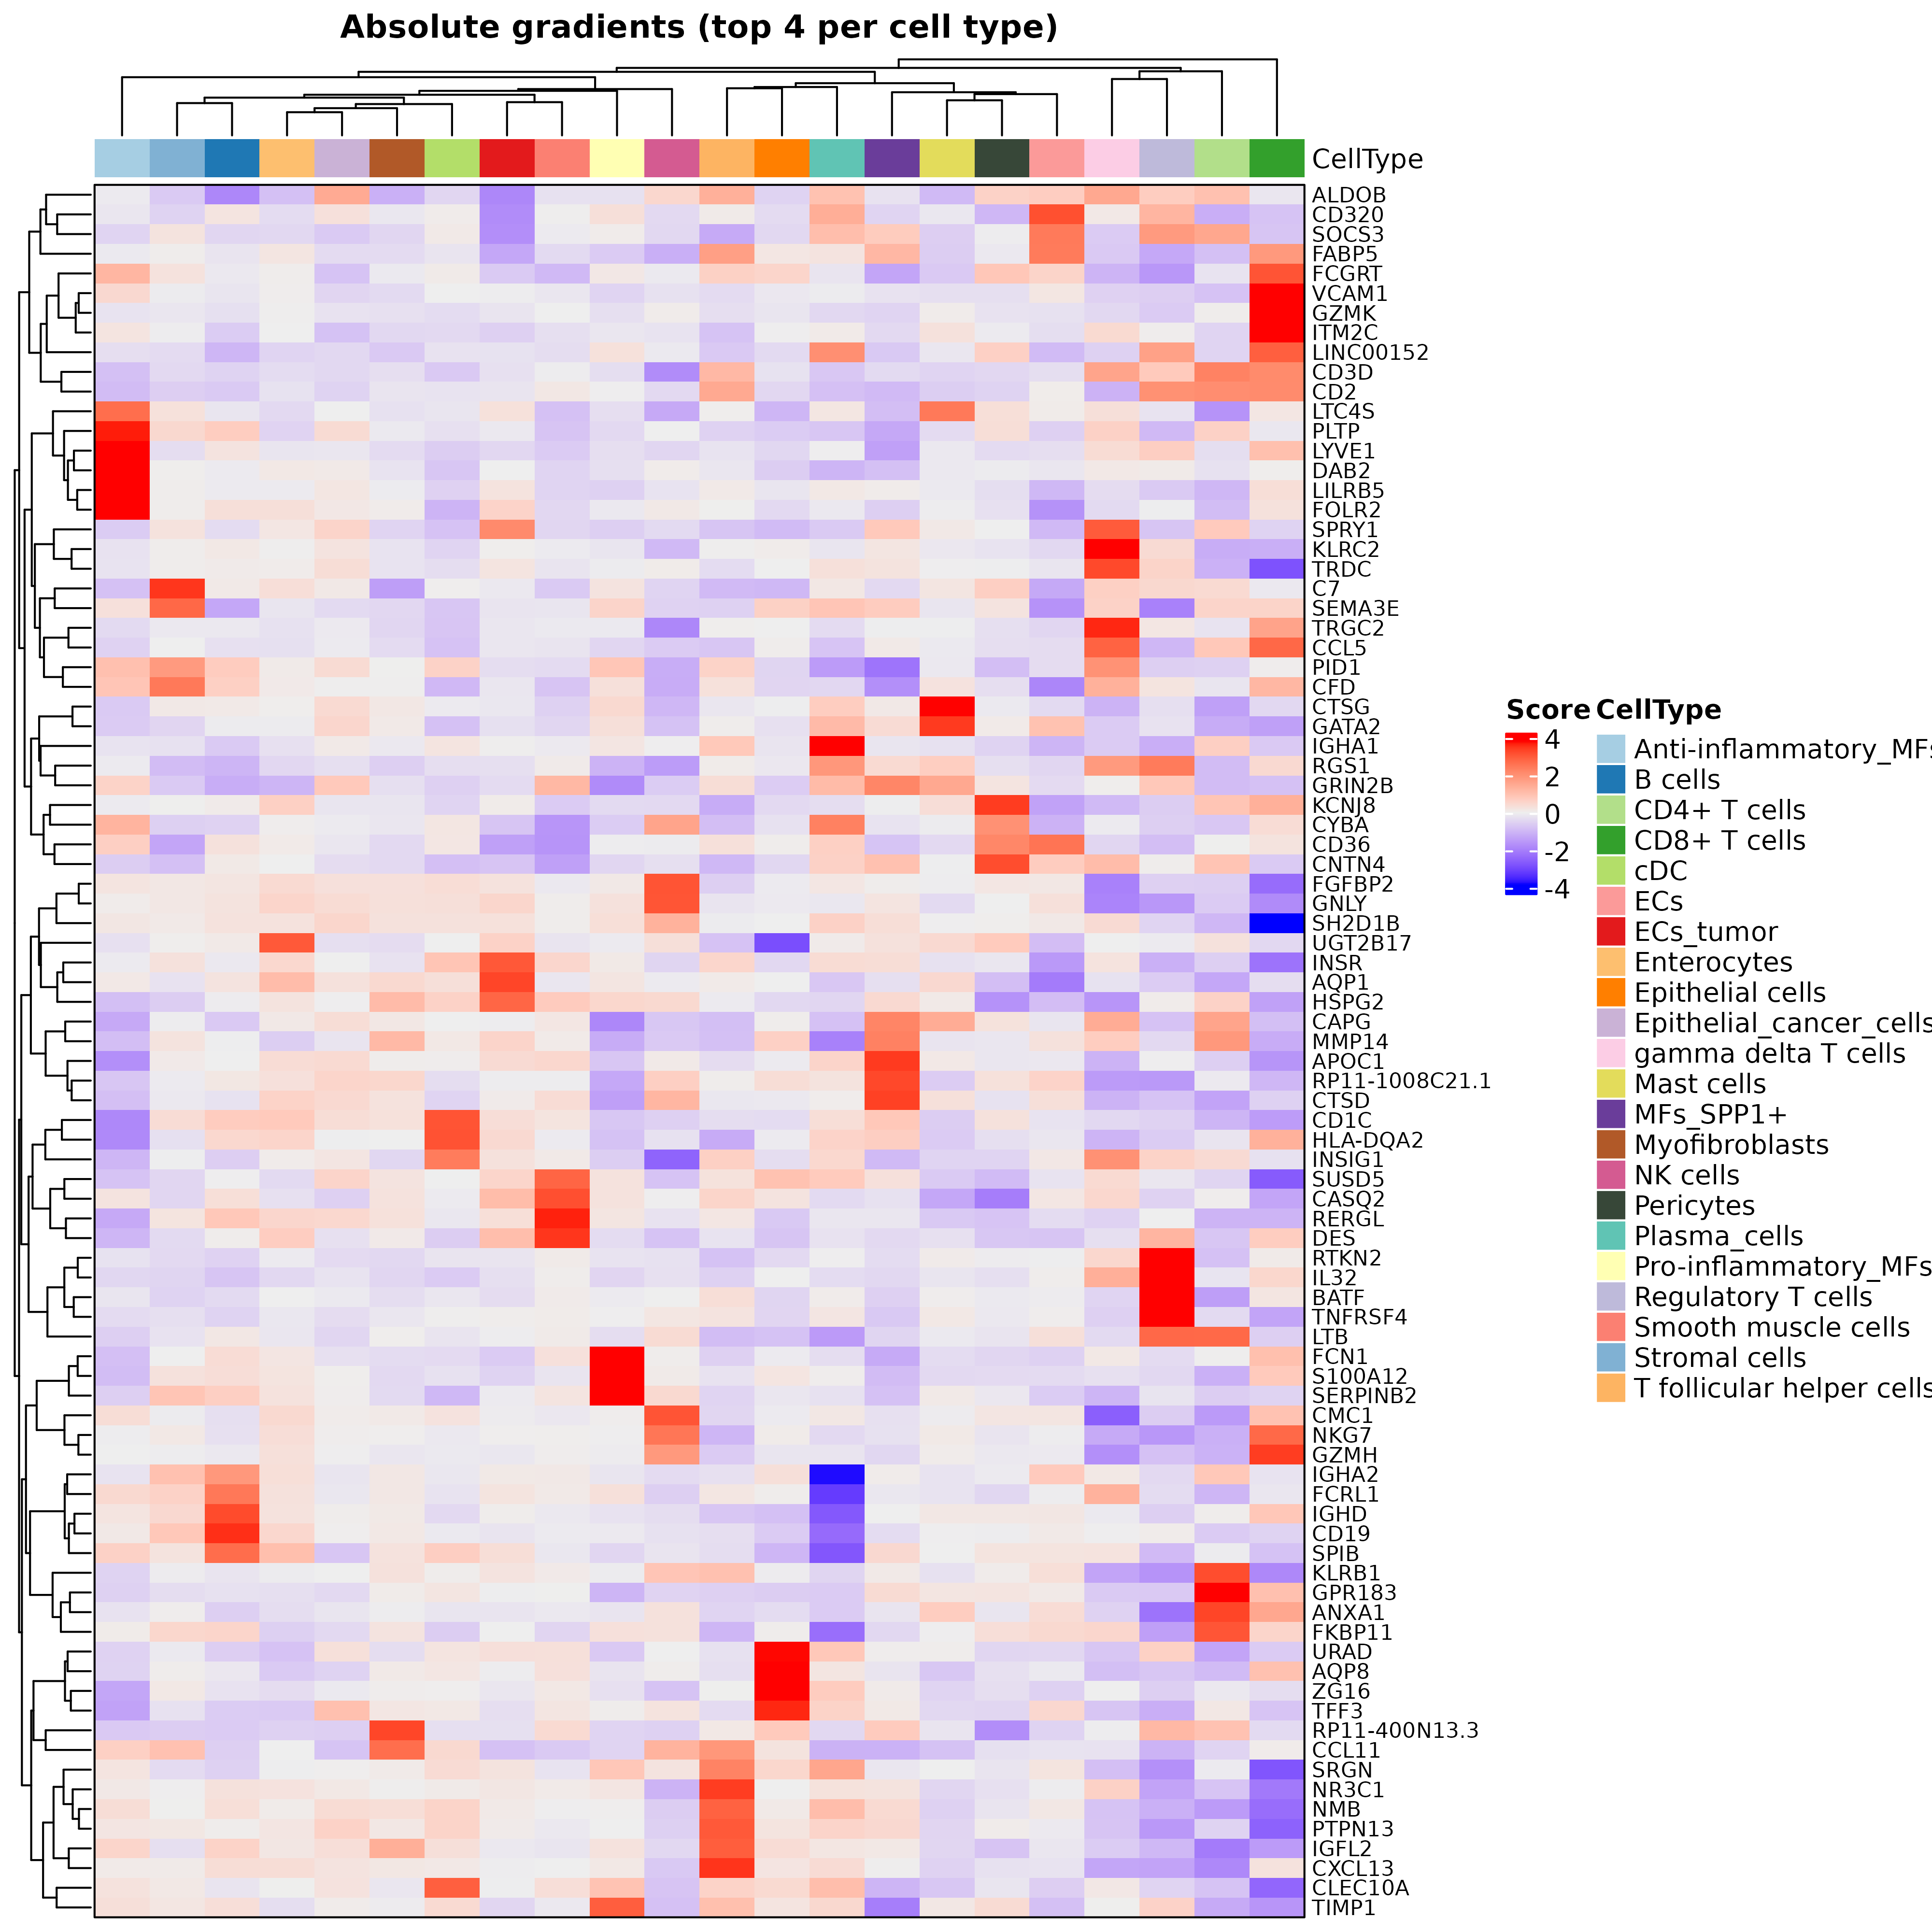 Absolute gradients (top 4 per cell type)
CellType
ALDOB
CD320
SOCS3
FABP5
FCGRT
VCAM1
GZMK
ITM2C
LINC00152
CD3D
CD2
LTC4S
PLTP
LYVE1
DAB2
LILRB5
FOLR2
SPRY1
KLRC2
TRDC
C7
SEMA3E
TRGC2
CCL5
PID1
CFD
CTSG
GATA2
IGHA1
RGS1
GRIN2B
KCNJ8
CYBA
CD36
CNTN4
FGFBP2
GNLY
SH2D1B
UGT2B17
INSR
AQP1
HSPG2
CAPG
MMP14
APOC1
RP11-1008C21.1
CTSD
CD1C
HLA-DQA2
INSIG1
SUSD5
CASQ2
RERGL
DES
RTKN2
IL32
BATF
TNFRSF4
LTB
FCN1
S100A12
SERPINB2
CMC1
NKG7
GZMH
IGHA2
FCRL1
IGHD
CD19
SPIB
KLRB1
GPR183
ANXA1
FKBP11
URAD
AQP8
ZG16
TFF3
RP11-400N13.3
CCL11
SRGN
NR3C1
NMB
PTPN13
IGFL2
CXCL13
CLEC10A
TIMP1
Score
4
2
0
-2
-4
CellType
Anti-inflammatory_MFs
B cells
CD4+ T cells
CD8+ T cells
cDC
ECs
ECs_tumor
Enterocytes
Epithelial cells
Epithelial_cancer_cells
gamma delta T cells
Mast cells
MFs_SPP1+
Myofibroblasts
NK cells
Pericytes
Plasma_cells
Pro-inflammatory_MFs
Regulatory T cells
Smooth muscle cells
Stromal cells
T follicular helper cells